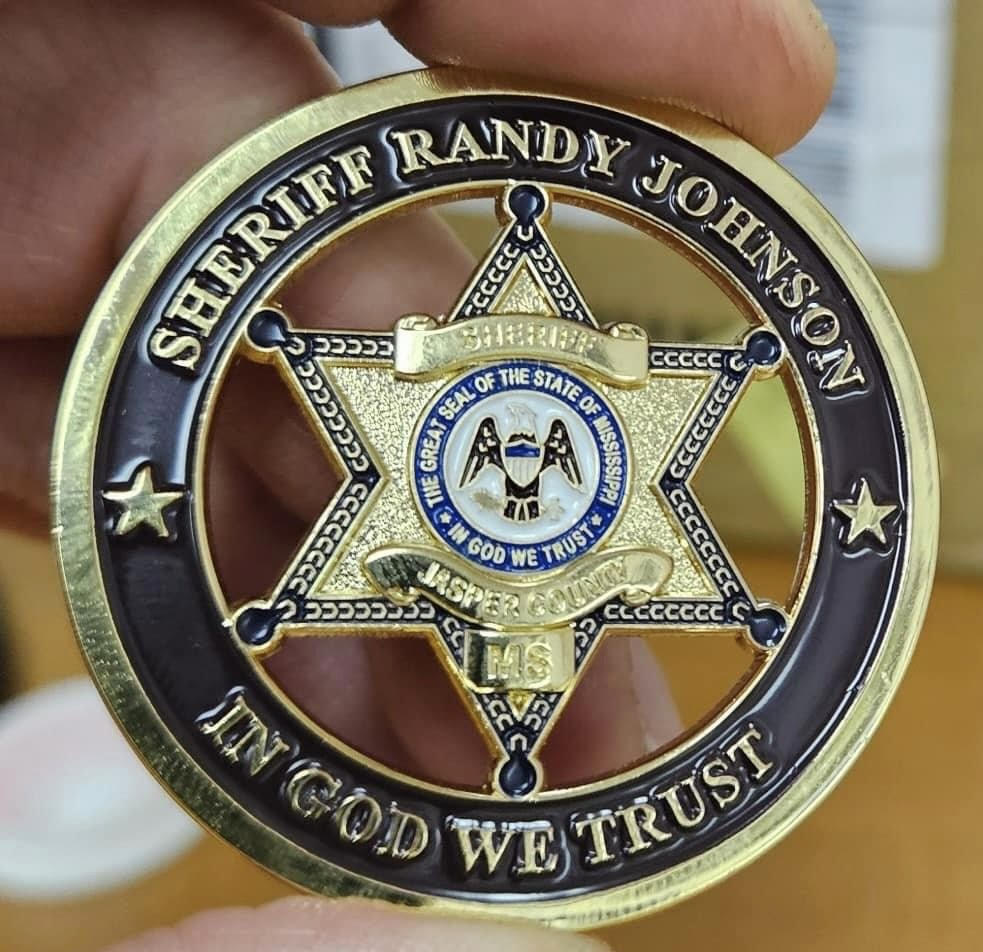 SHERIFF RANDY JOHNSON
SHERIFF
THE GREAT SEAL OF THE STATE OF MISSISSIPPI
IN GOD WE TRUST
JASPER COUNTY
MS
IN GOD WE TRUST